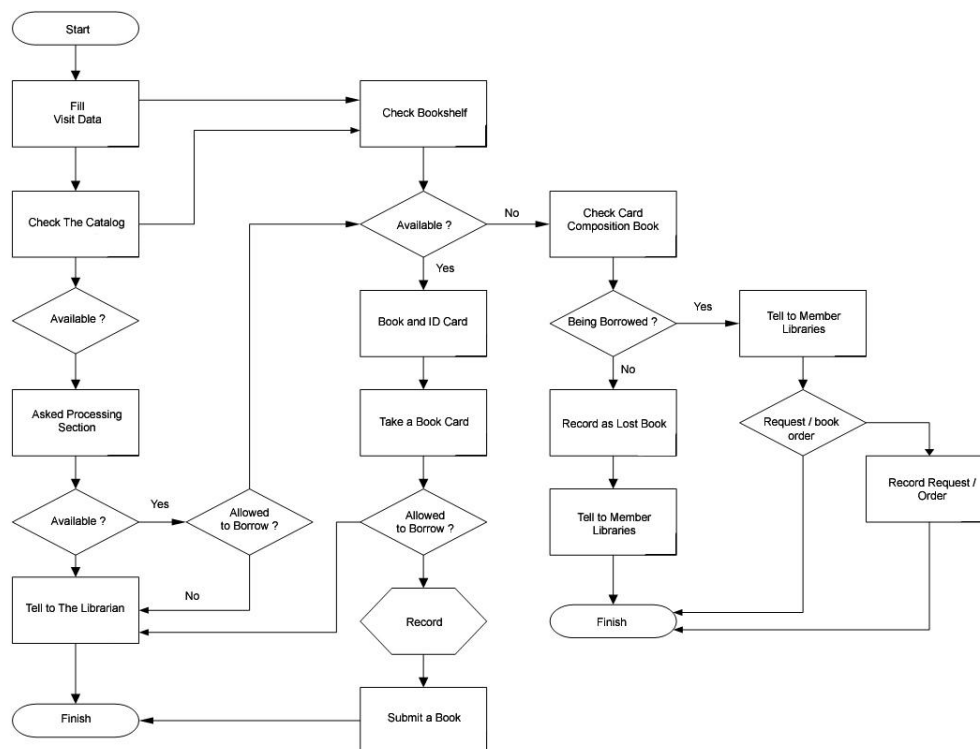 Start
Fill
Visit Data
Check The Catalog
Available ?
Asked Processing
Section
Available ?
Yes
Allowed
to Borrow ?
No
Tell to The Librarian
Finish
Check Bookshelf
Available ?
No
Yes
Book and ID Card
Take a Book Card
Allowed
to Borrow ?
Record
Submit a Book
Check Card
Composition Book
Being Borrowed ?
Yes
No
Record as Lost Book
Tell to Member
Libraries
Finish
Tell to Member
Libraries
Request / book
order
Record Request /
Order